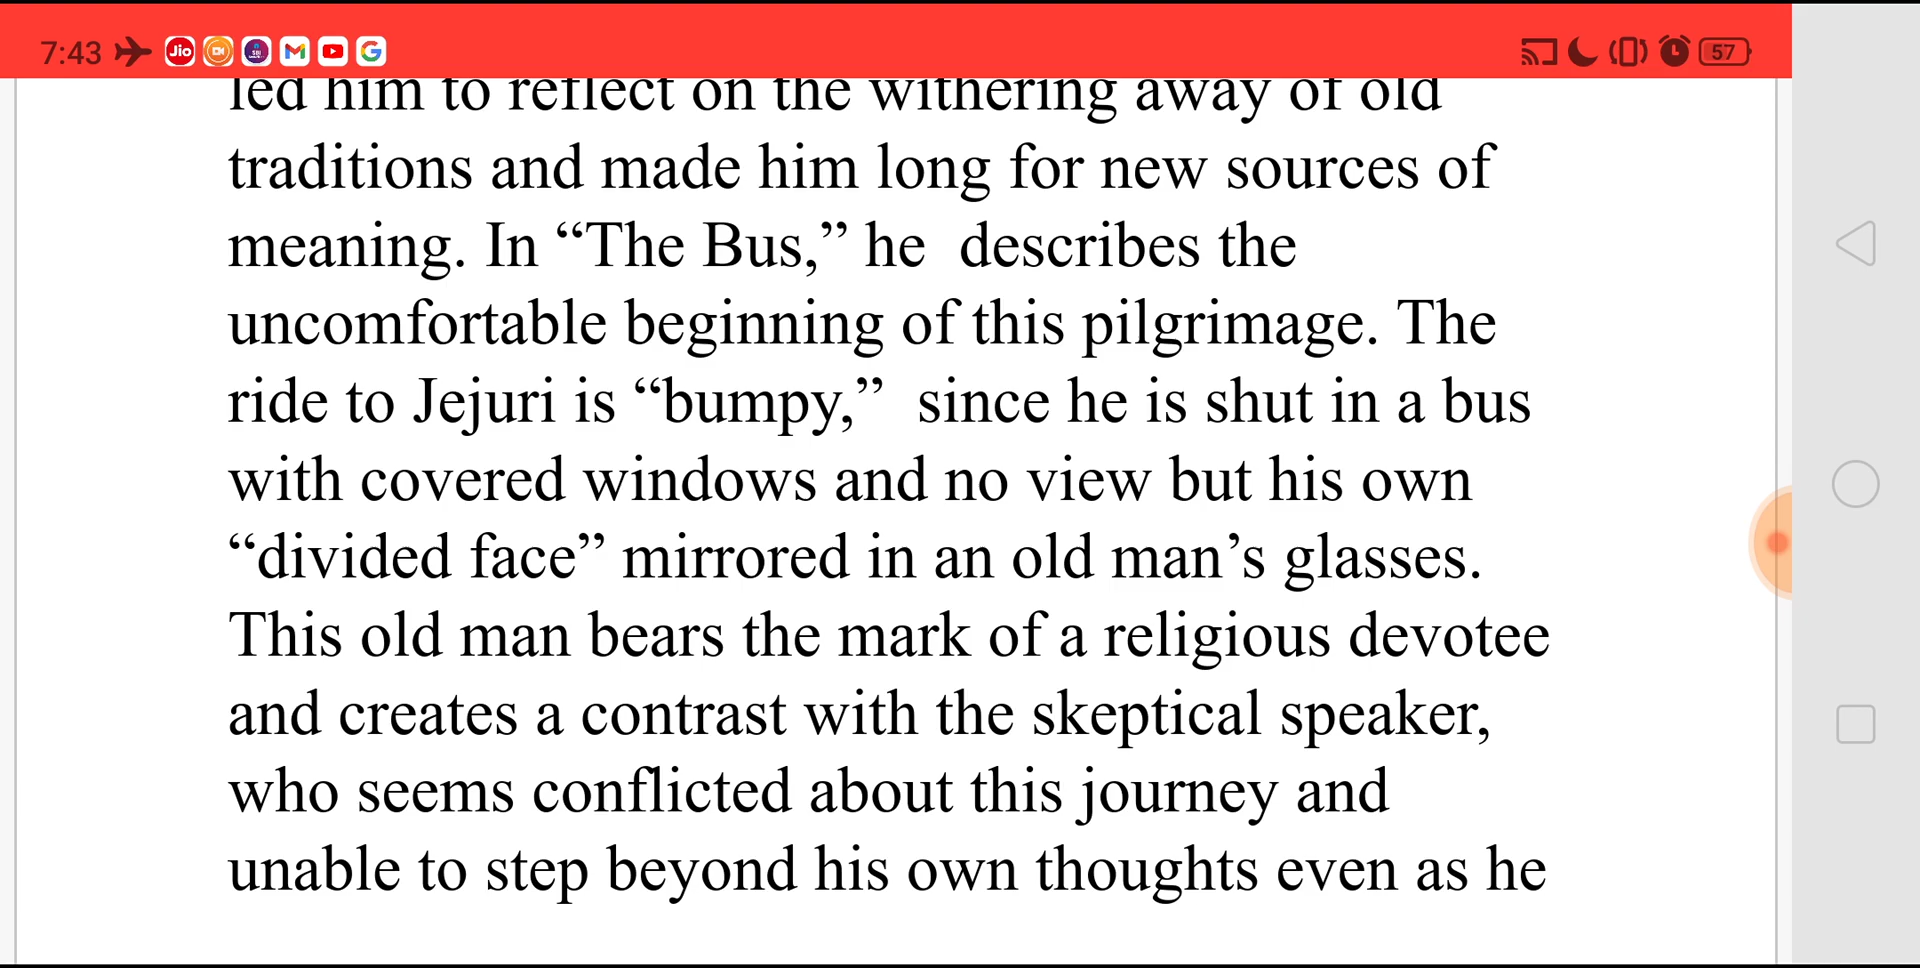 7:43
Jio
SBI
57
led him to reflect on the withering away of old
traditions and made him long for new sources of
meaning. In “The Bus,” he  describes the
uncomfortable beginning of this pilgrimage. The
ride to Jejuri is “bumpy,”  since he is shut in a bus
with covered windows and no view but his own
“divided face” mirrored in an old man’s glasses.
This old man bears the mark of a religious devotee
and creates a contrast with the skeptical speaker,
who seems conflicted about this journey and
unable to step beyond his own thoughts even as he